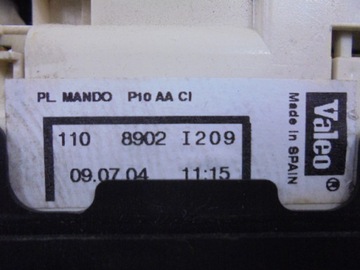 PL. MANDO P10 AA CI
110 8902 I209
09.07.04 11:15
Made in SPAIN
Valeo ®